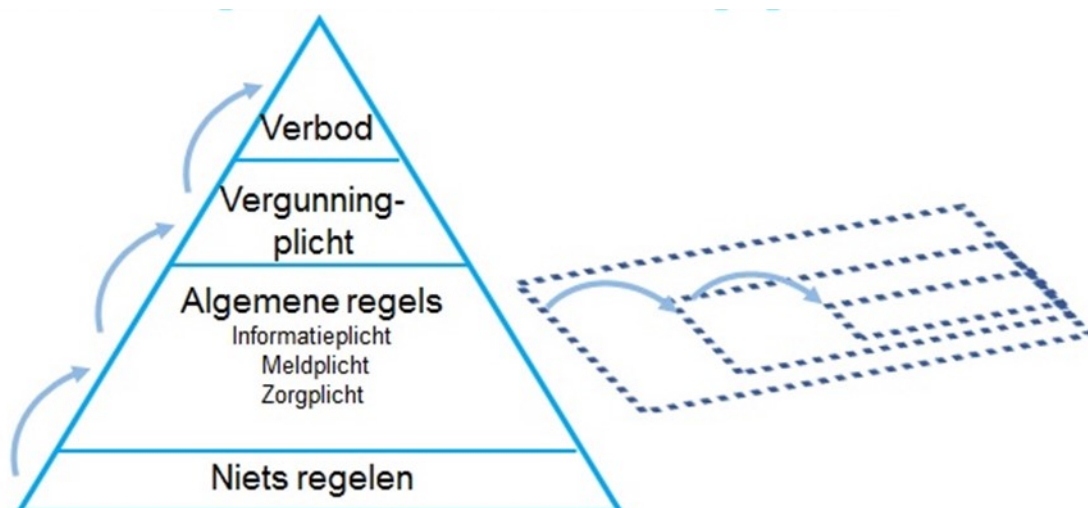 Verbod
Vergunning-
plicht
Algemene regels
Informatieplicht
Meldplicht
Zorgplicht
Niets regelen